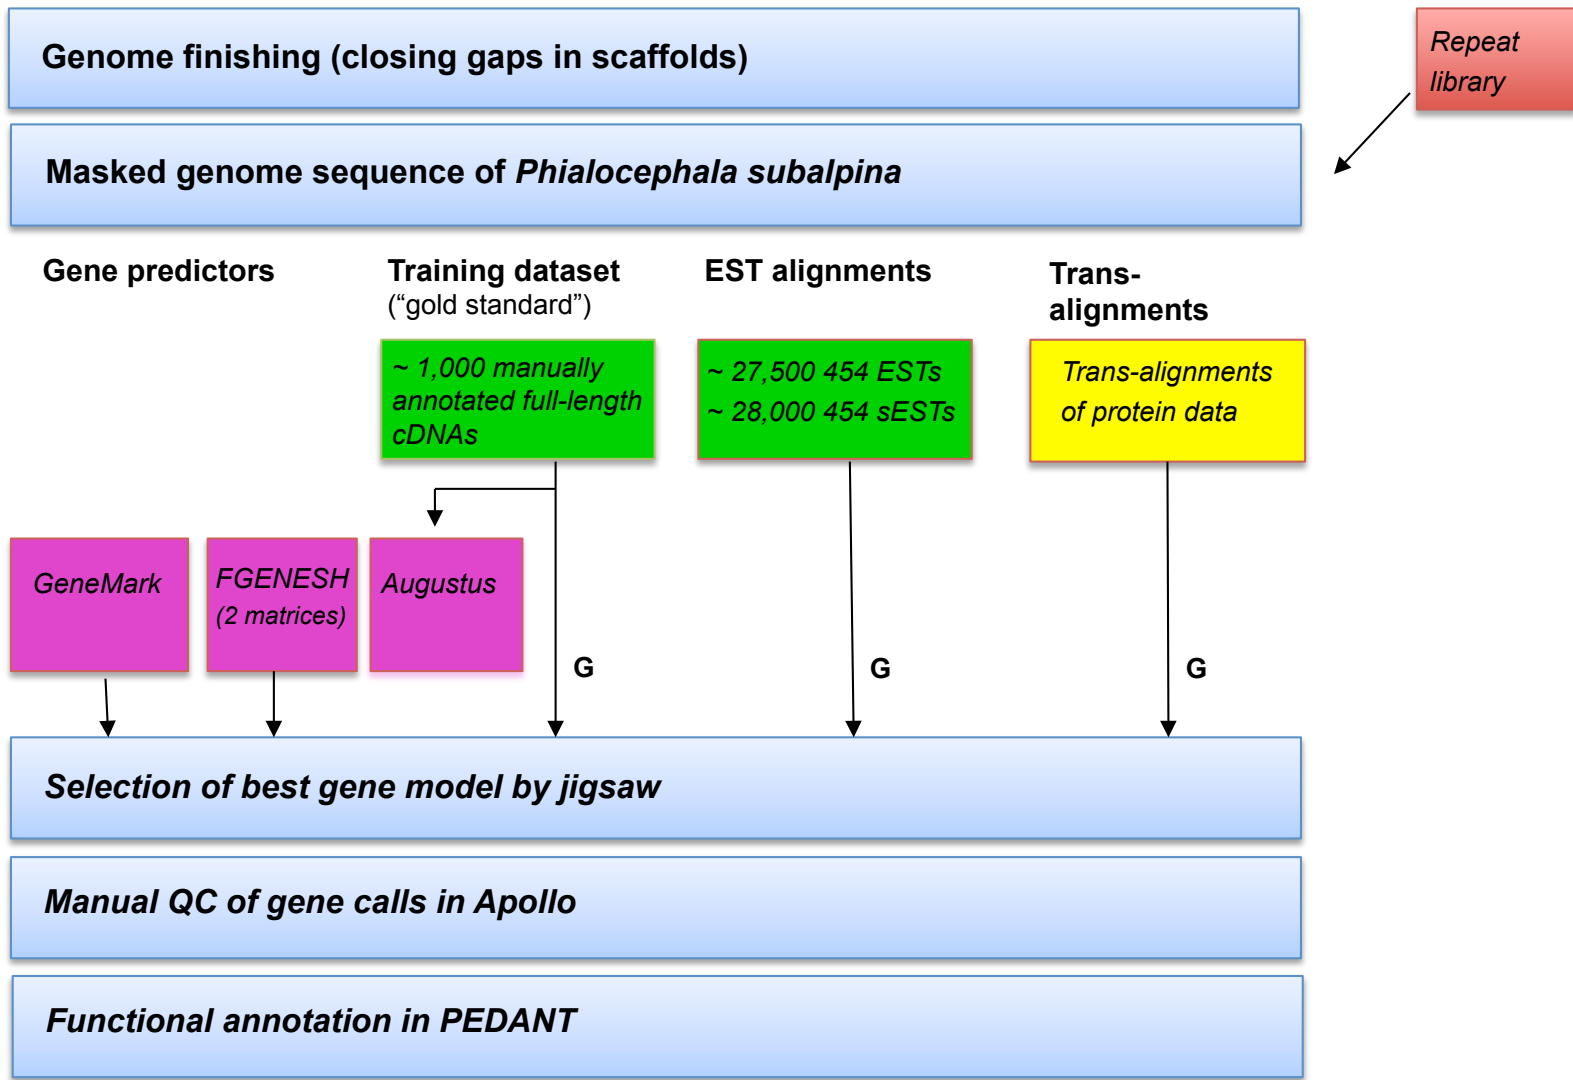 Genome finishing (closing gaps in scaffolds)
Repeat
library
Masked genome sequence of Phialocephala subalpina
Gene predictors
Training dataset
("gold standard")
EST alignments
Trans-
alignments
~ 1,000 manually
annotated full-length
cDNAs
~ 27,500 454 ESTs
~ 28,000 454 sESTs
Trans-alignments
of protein data
GeneMark
FGENESH
(2 matrices)
Augustus
G
G
G
Selection of best gene model by jigsaw
Manual QC of gene calls in Apollo
Functional annotation in PEDANT